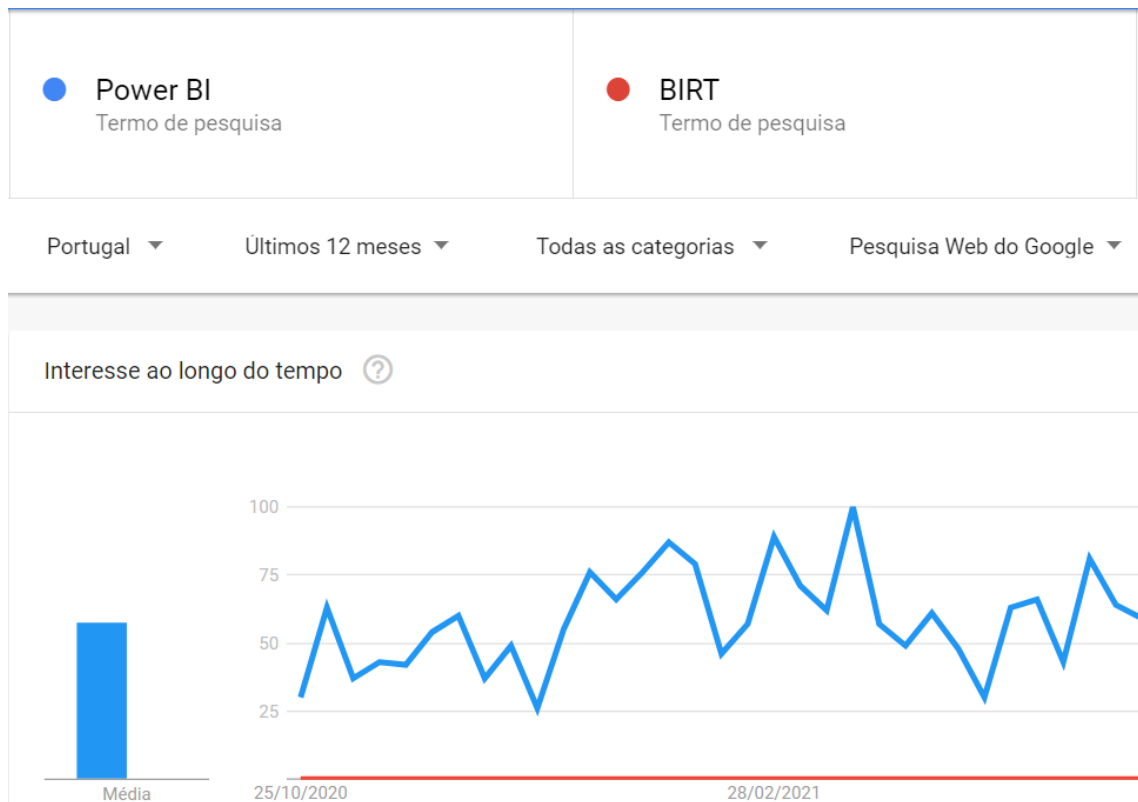 Power BI
Termo de pesquisa
BIRT
Termo de pesquisa
Portugal
Últimos 12 meses
Todas as categorias
Pesquisa Web do Google
Interesse ao longo do tempo ?
100
75
50
25
Média
25/10/2020
28/02/2021